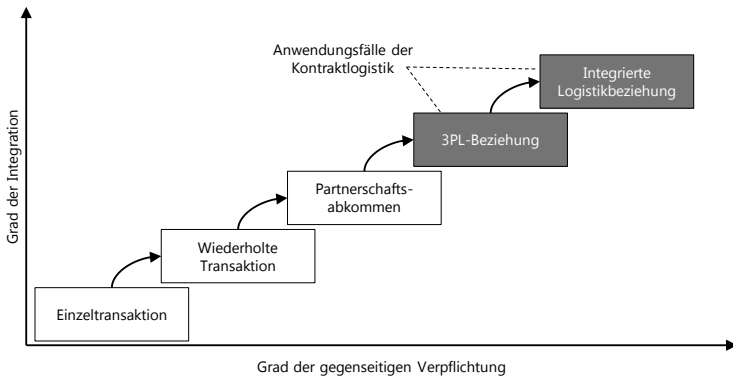 Anwendungsfälle der
Kontraktlogistik
Integrierte
Logistikbeziehung
3PL-Beziehung
Partnerschafts-
abkommen
Wiederholte
Transaktion
Einzeltransaktion
Grad der Integration
Grad der gegenseitigen Verpflichtung